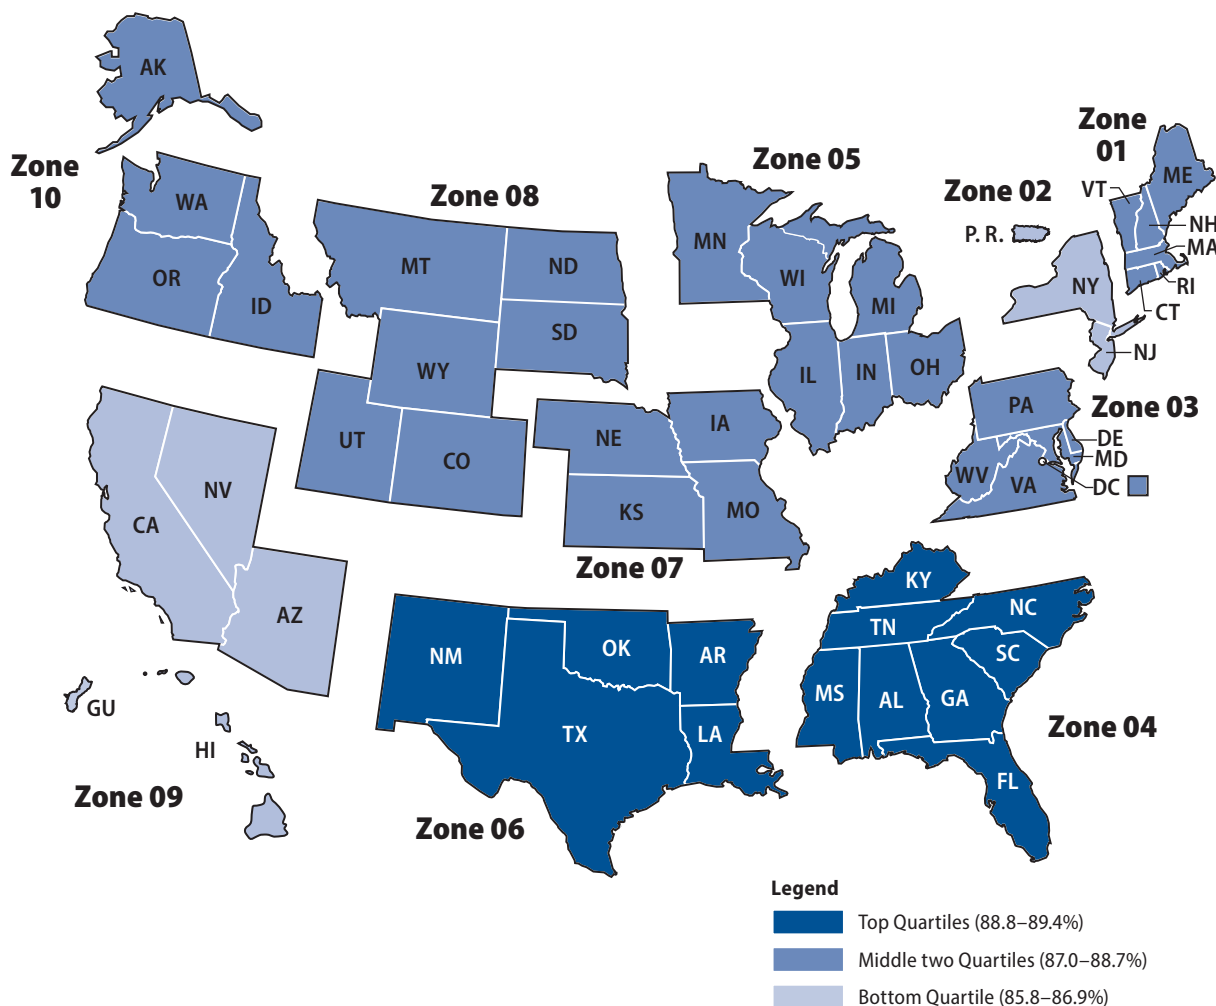 AK
Zone
10
WA
OR
ID
Zone 08
MT
ND
SD
WY
UT
CO
Zone 05
MN
WI
MI
IL
IN
OH
Zone
01
ME
VT
NH
MA
RI
CT
Zone 02
P. R.
NY
NJ
Zone 03
PA
DE
MD
WV
VA
DC
NE
IA
KS
MO
Zone 07
NV
CA
AZ
GU
HI
Zone 09
NM
OK
AR
TX
LA
Zone 06
KY
NC
TN
SC
MS
AL
GA
FL
Zone 04
Legend
Top Quartiles (88.8–89.4%)
Middle two Quartiles (87.0–88.7%)
Bottom Quartile (85.8–86.9%)